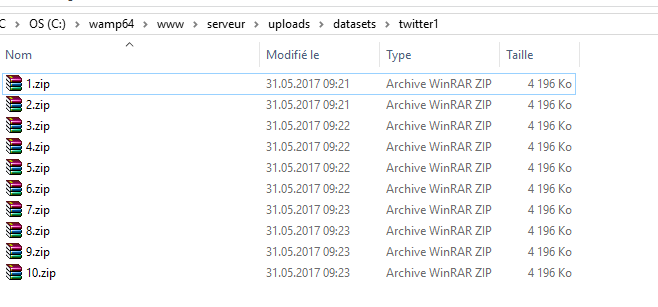 C > OS (C:) > wamp64 > www > serveur > uploads > datasets > twitter1
Nom Modifié le Type Taille
1.zip 31.05.2017 09:21 Archive WinRAR ZIP 4 196 Ko
2.zip 31.05.2017 09:21 Archive WinRAR ZIP 4 196 Ko
3.zip 31.05.2017 09:22 Archive WinRAR ZIP 4 196 Ko
4.zip 31.05.2017 09:22 Archive WinRAR ZIP 4 196 Ko
5.zip 31.05.2017 09:22 Archive WinRAR ZIP 4 196 Ko
6.zip 31.05.2017 09:22 Archive WinRAR ZIP 4 196 Ko
7.zip 31.05.2017 09:23 Archive WinRAR ZIP 4 196 Ko
8.zip 31.05.2017 09:23 Archive WinRAR ZIP 4 196 Ko
9.zip 31.05.2017 09:23 Archive WinRAR ZIP 4 196 Ko
10.zip 31.05.2017 09:23 Archive WinRAR ZIP 4 196 Ko